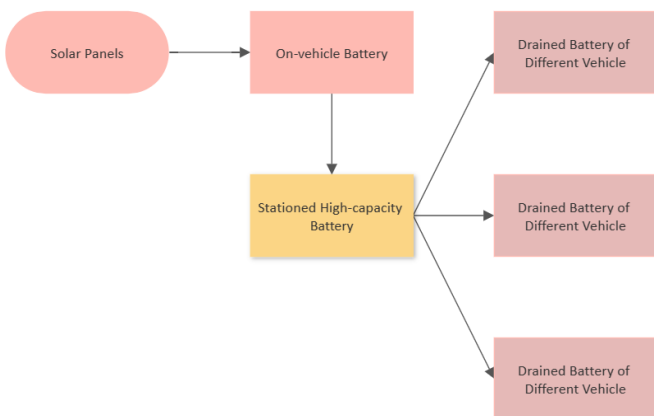 Solar Panels
On-vehicle Battery
Drained Battery of
Different Vehicle
Stationed High-capacity
Battery
Drained Battery of
Different Vehicle
Drained Battery of
Different Vehicle